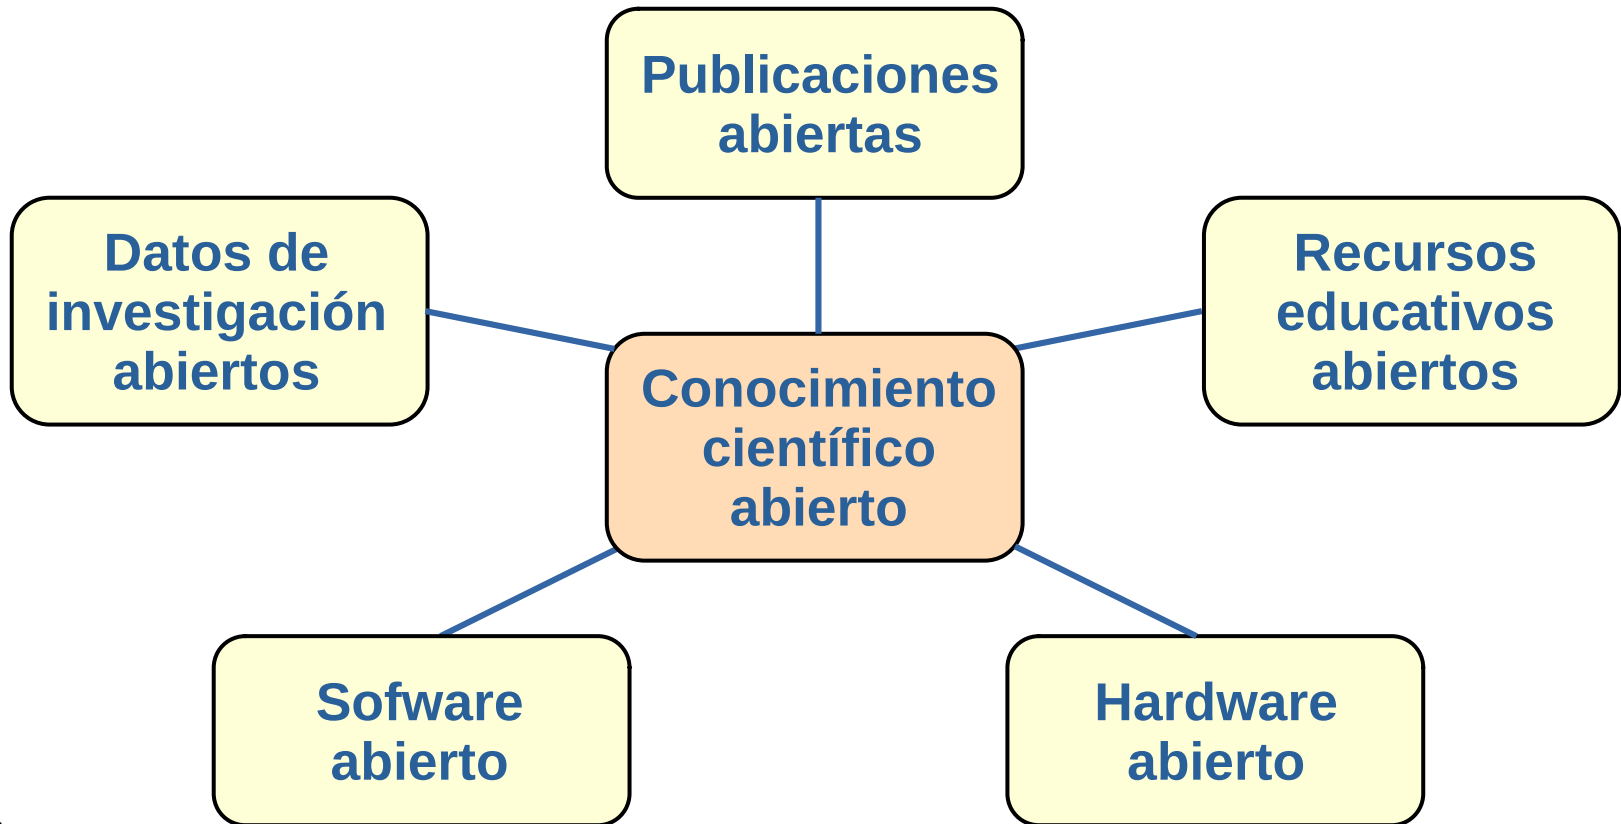 Publicaciones
abiertas
Datos de
investigación
abiertos
Recursos
educativos
abiertos
Conocimiento
científico
abierto
Sofware
abierto
Hardware
abierto